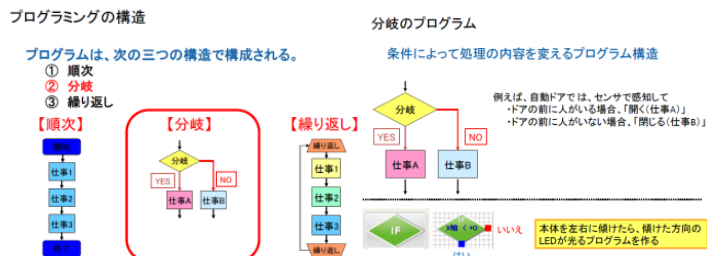 プログラミングの構造
プログラムは、次の三つの構造で構成される。
① 順次
② 分岐
③ 繰り返し
【順次】
開始
仕事1
仕事2
仕事3
終了
【分岐】
分岐
YES
NO
仕事A
仕事B
【繰り返し】
繰り返し
仕事1
仕事2
仕事3
繰り返し
分岐のプログラム
条件によって処理の内容を変えるプログラム構造
分岐
YES
NO
仕事A
仕事B
例えば、自動ドアでは、センサで感知して
・ドアの前に人がいる場合、「開く(仕事A)」
・ドアの前に人がいない場合、「閉じる(仕事B)」
IF
X軸 < +0
いいえ
はい
本体を左右に傾けたら、傾けた方向の
LEDが光るプログラムを作る